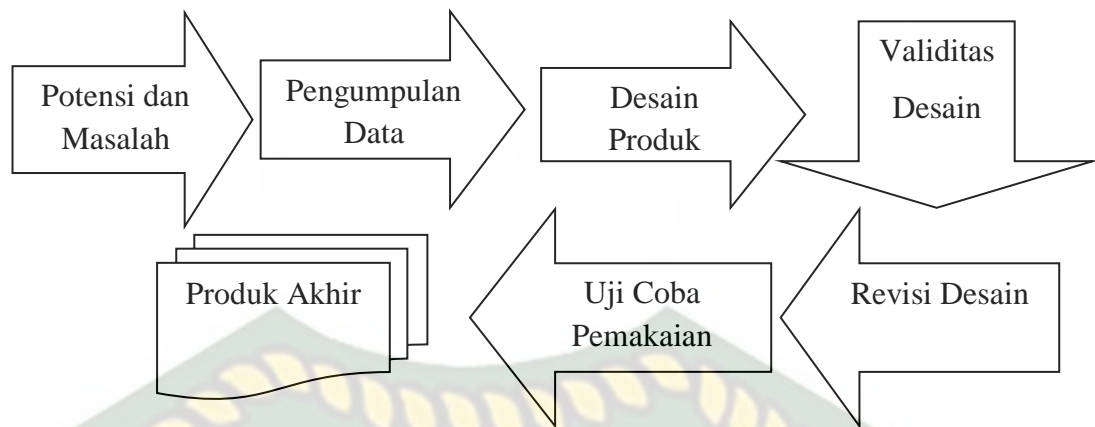 Potensi dan
Masalah
Pengumpulan
Data
Desain
Produk
Validitas
Desain
Revisi Desain
Uji Coba
Pemakaian
Produk Akhir